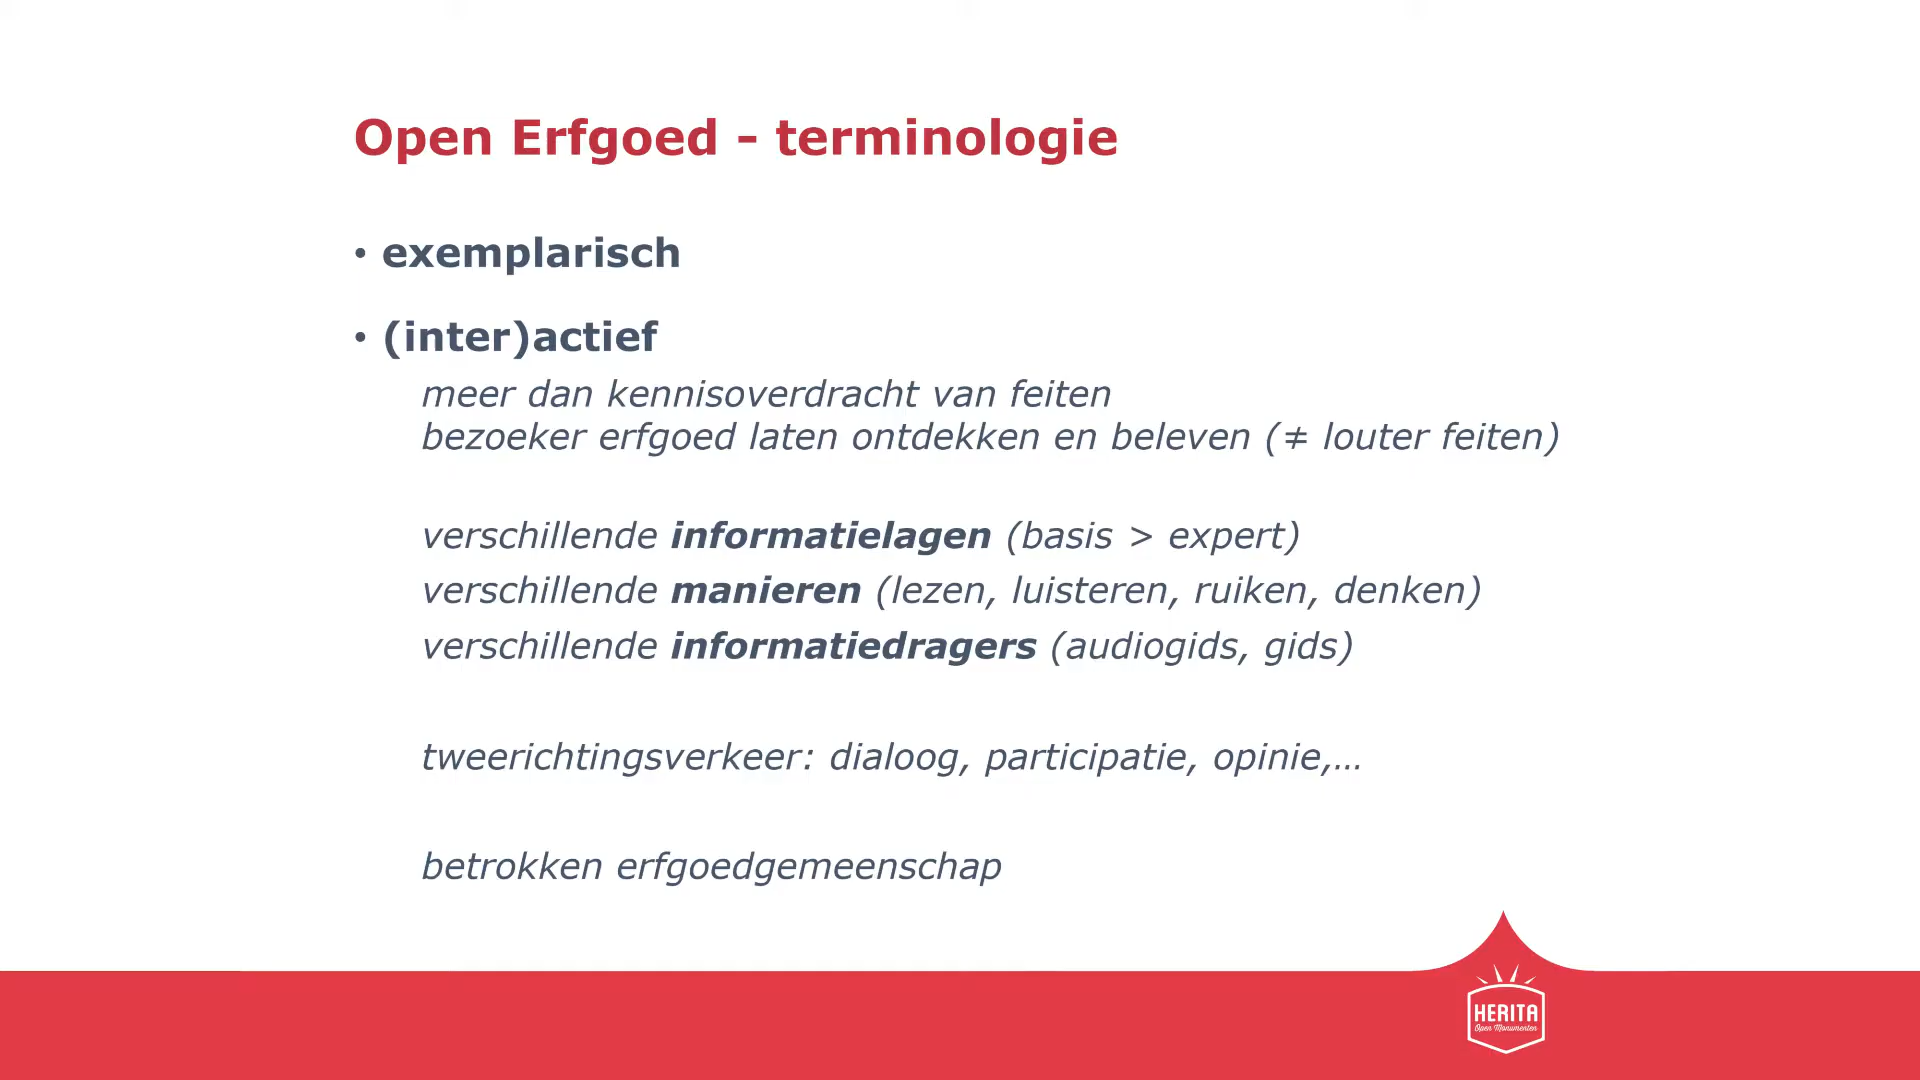 Open Erfgoed - terminologie
• exemplarisch
• (inter)actief
meer dan kennisoverdracht van feiten
bezoeker erfgoed laten ontdekken en beleven (≠ louter feiten)
verschillende informatielagen (basis > expert)
verschillende manieren (lezen, luisteren, ruiken, denken)
verschillende informatiedragers (audiogids, gids)
tweerichtingsverkeer: dialoog, participatie, opinie,...
betrokken erfgoedgemeenschap
HERITA
Open Monumenten